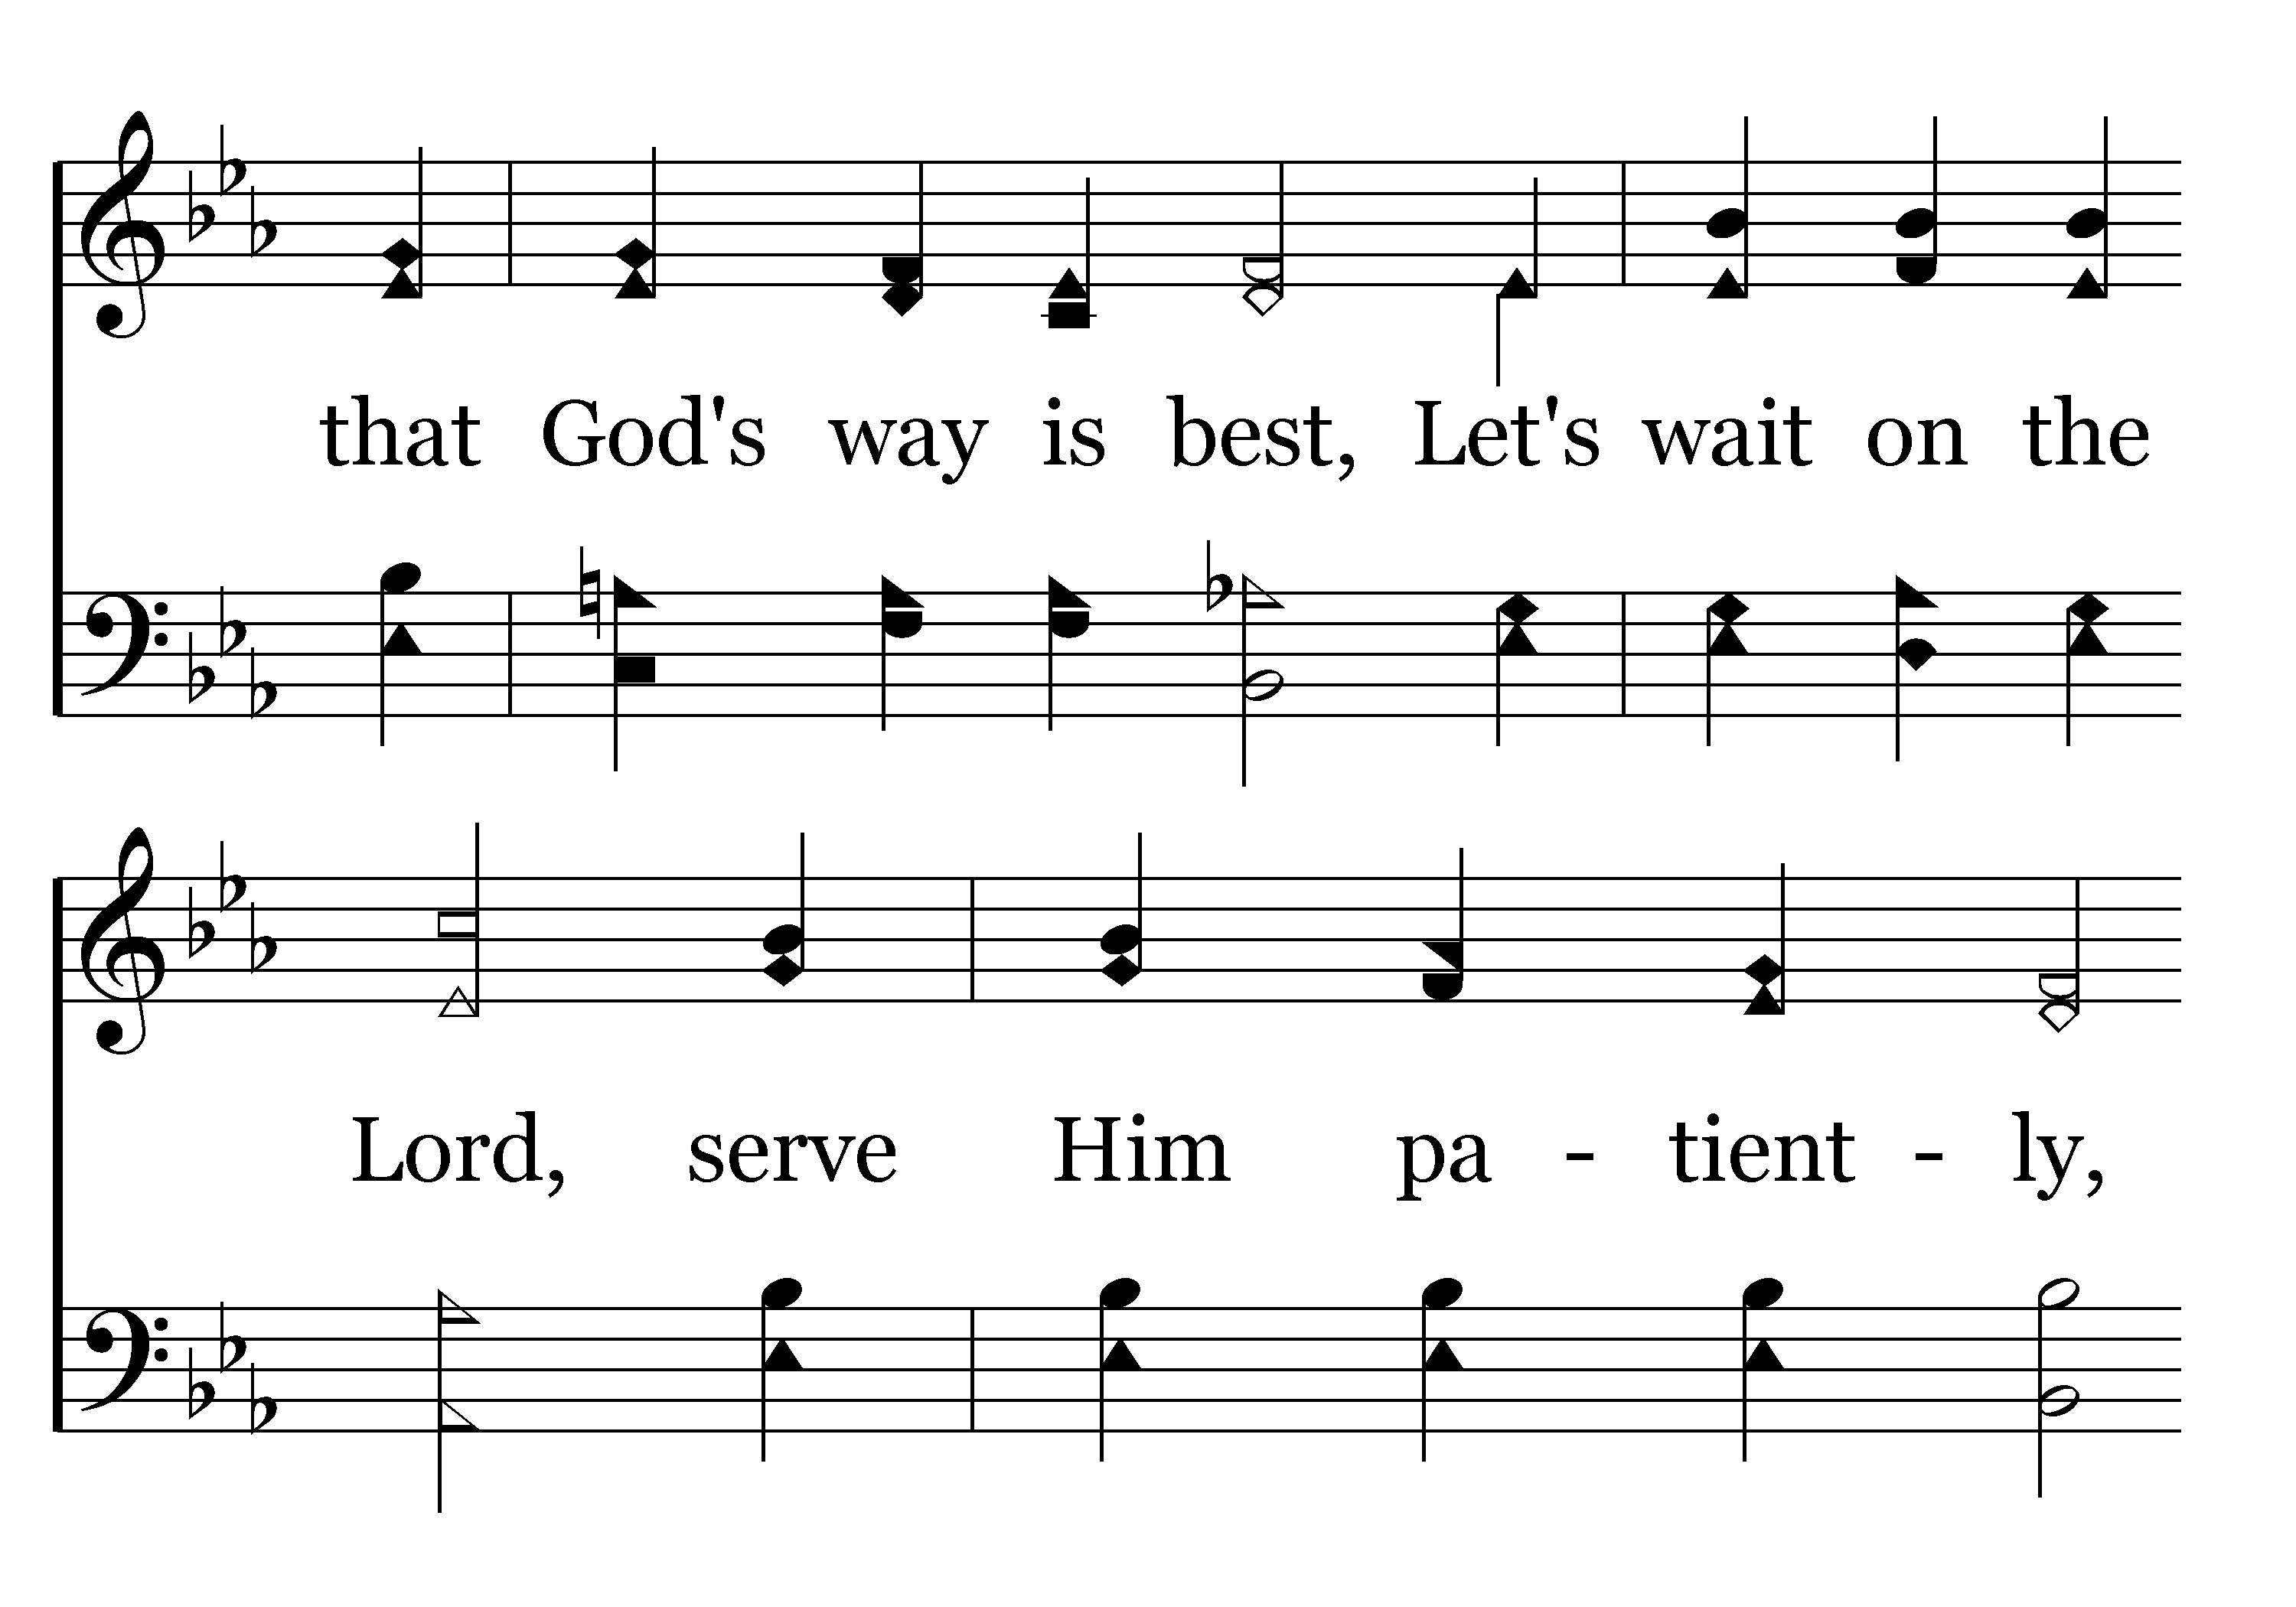 that God's way is best, Let's wait on the
Lord, serve Him pa - tient - ly,